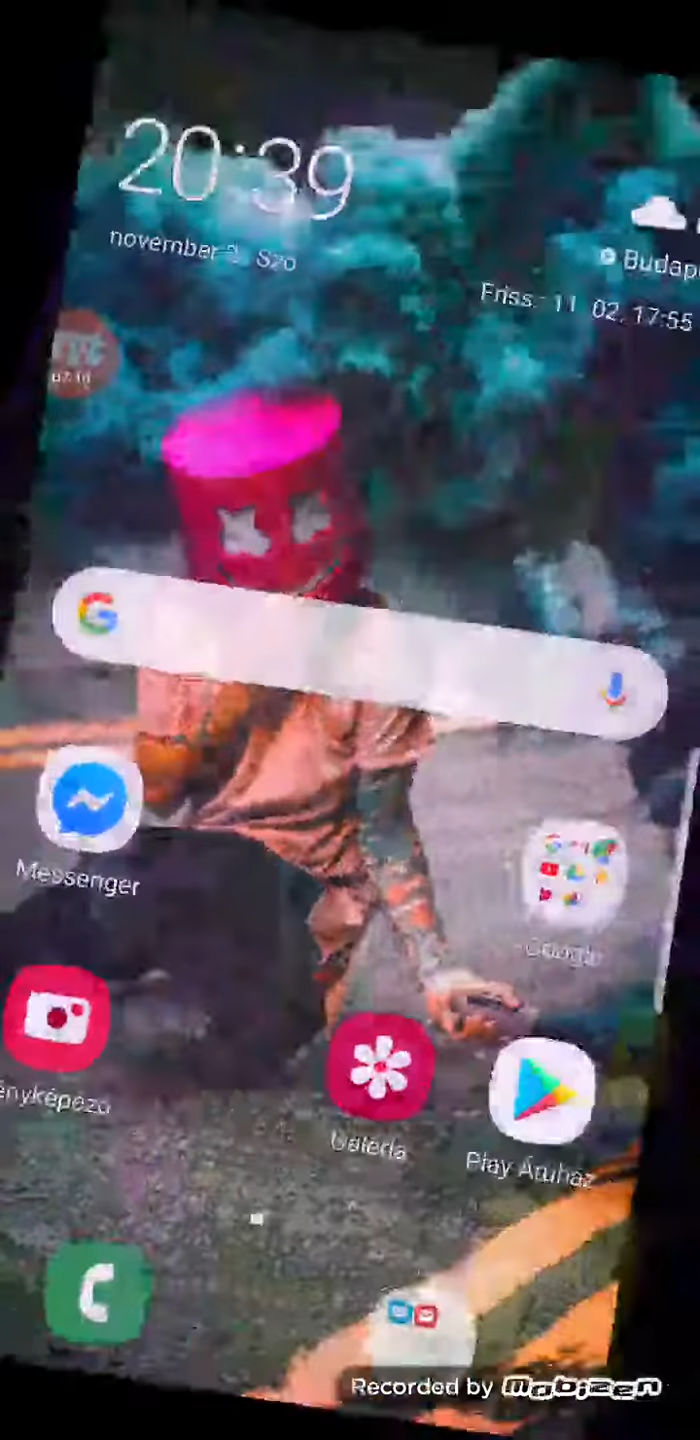 20:39
november 2. Szo
Budap
Friss.: 11. 02. 17:55
Messenger
Google
ényképező
Galéria
Play Áruház
Recorded by Mobizen